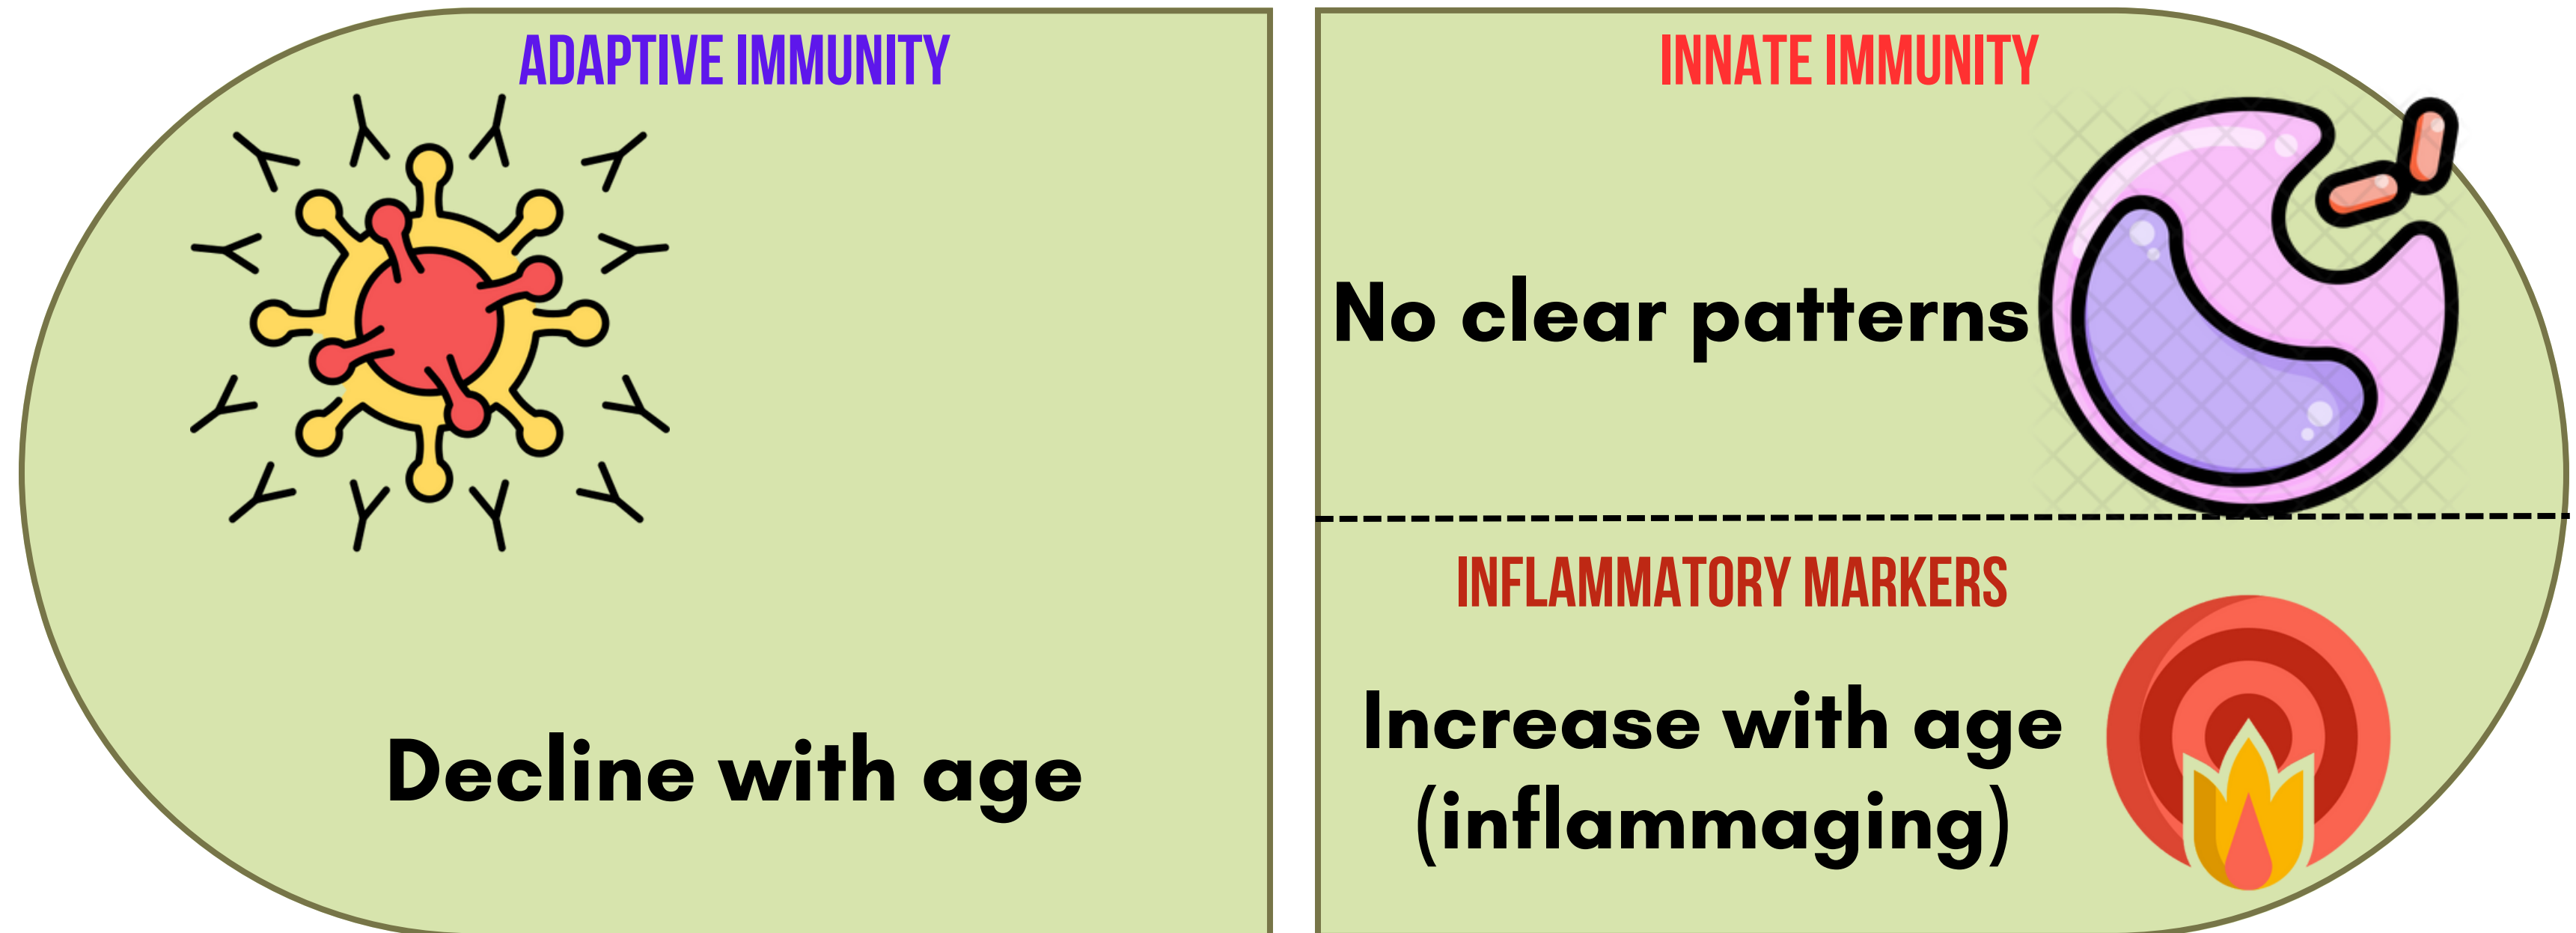 ADAPTIVE IMMUNITY
Decline with age
INNATE IMMUNITY
No clear patterns
INFLAMMATORY MARKERS
Increase with age
(inflammaging)